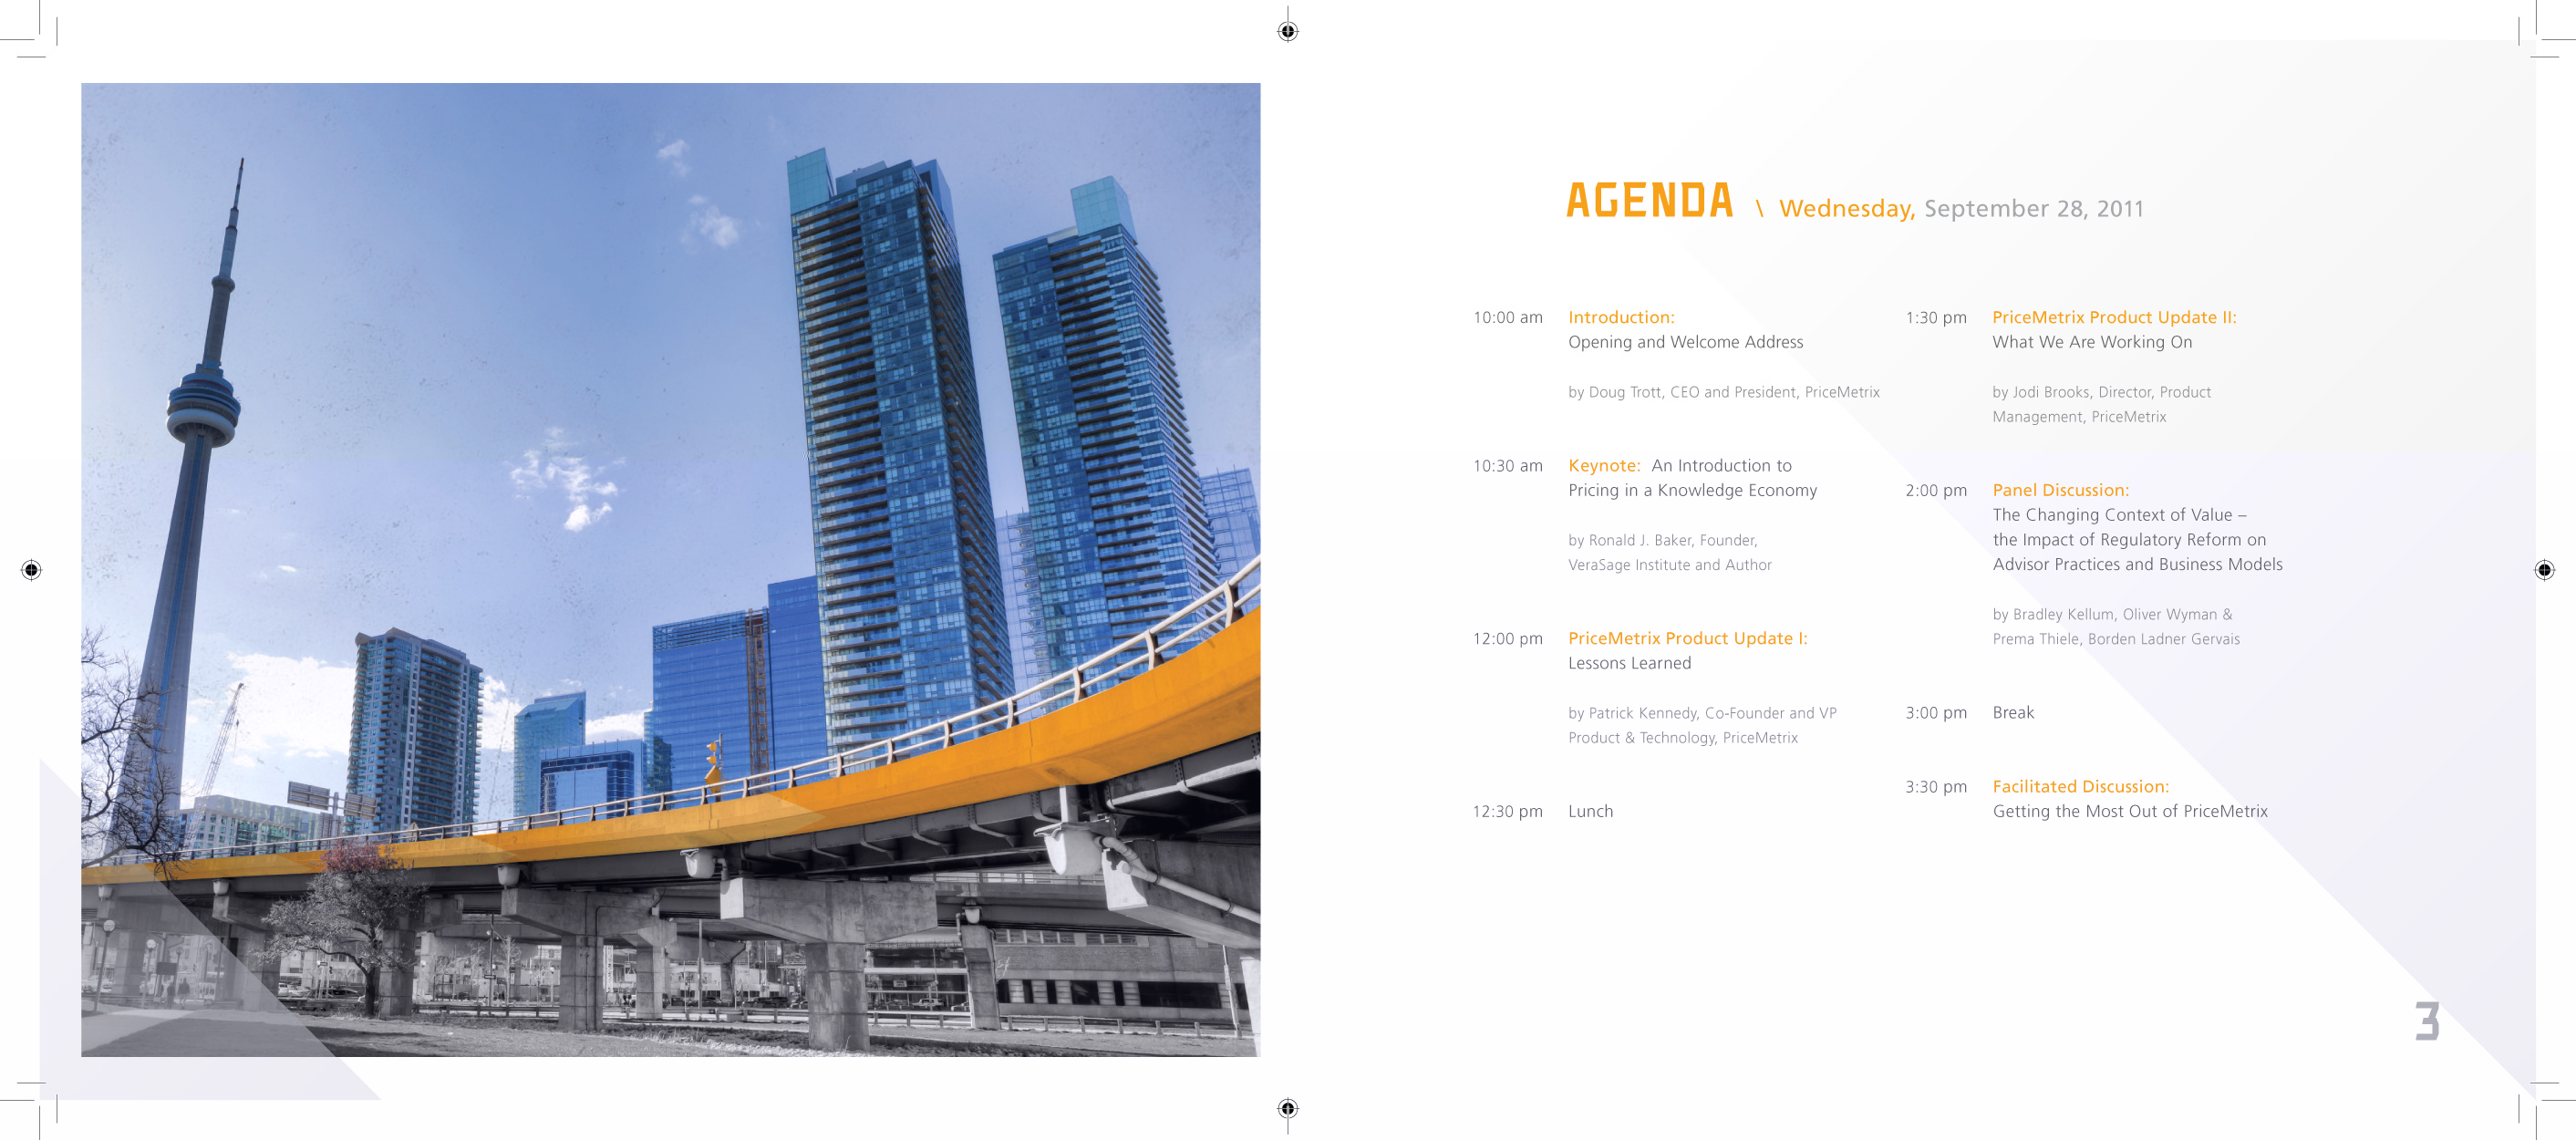 AGENDA \ Wednesday, September 28, 2011
10:00 am Introduction:
Opening and Welcome Address
by Doug Trott, CEO and President, PriceMetrix
10:30 am Keynote: An Introduction to
Pricing in a Knowledge Economy
by Ronald J. Baker, Founder,
VeraSage Institute and Author
12:00 pm PriceMetrix Product Update I:
Lessons Learned
by Patrick Kennedy, Co-Founder and VP
Product & Technology, PriceMetrix
12:30 pm Lunch
1:30 pm PriceMetrix Product Update II:
What We Are Working On
by Jodi Brooks, Director, Product
Management, PriceMetrix
2:00 pm Panel Discussion:
The Changing Context of Value –
the Impact of Regulatory Reform on
Advisor Practices and Business Models
by Bradley Kellum, Oliver Wyman &
Prema Thiele, Borden Ladner Gervais
3:00 pm Break
3:30 pm Facilitated Discussion:
Getting the Most Out of PriceMetrix
3